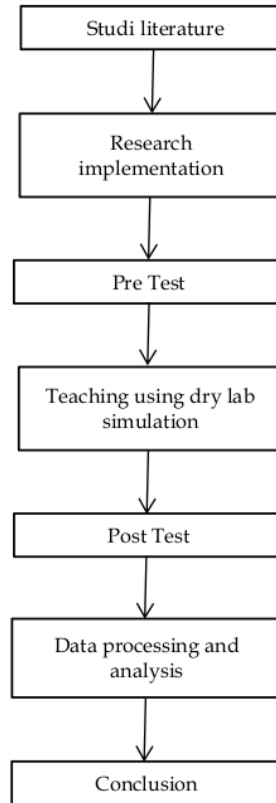 Studi literature
Research
implementation
Pre Test
Teaching using dry lab
simulation
Post Test
Data processing and
analysis
Conclusion